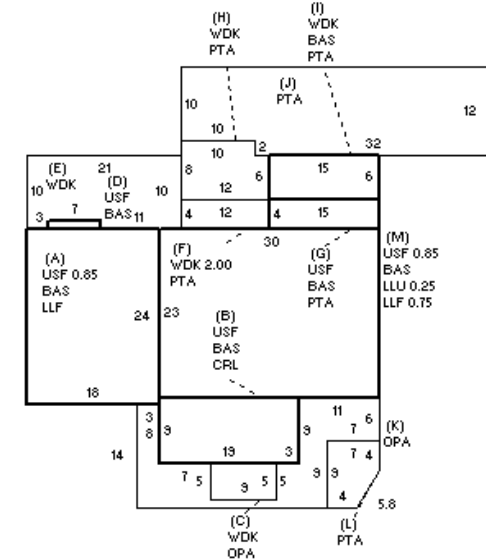 (H)
WDK
PTA
(I)
WDK
BAS
PTA
(J)
PTA
10
10
12
32
2
10
8
12
6
15
6
4
12
4
15
(E)
WDK
21
10
(D)
USF
BAS
10
7
3
11
30
(A)
USF 0.85
BAS
LLF
24
18
(F)
WDK 2.00
PTA
23
(G)
USF
BAS
PTA
(M)
USF 0.85
BAS
LLU 0.25
LLF 0.75
(B)
USF
BAS
CRL
3
8
9
19
3
9
11
6
7
(K)
OPA
14
7
5
9
5
5
9
9
7
4
4
5.8
(C)
WDK
OPA
(L)
PTA